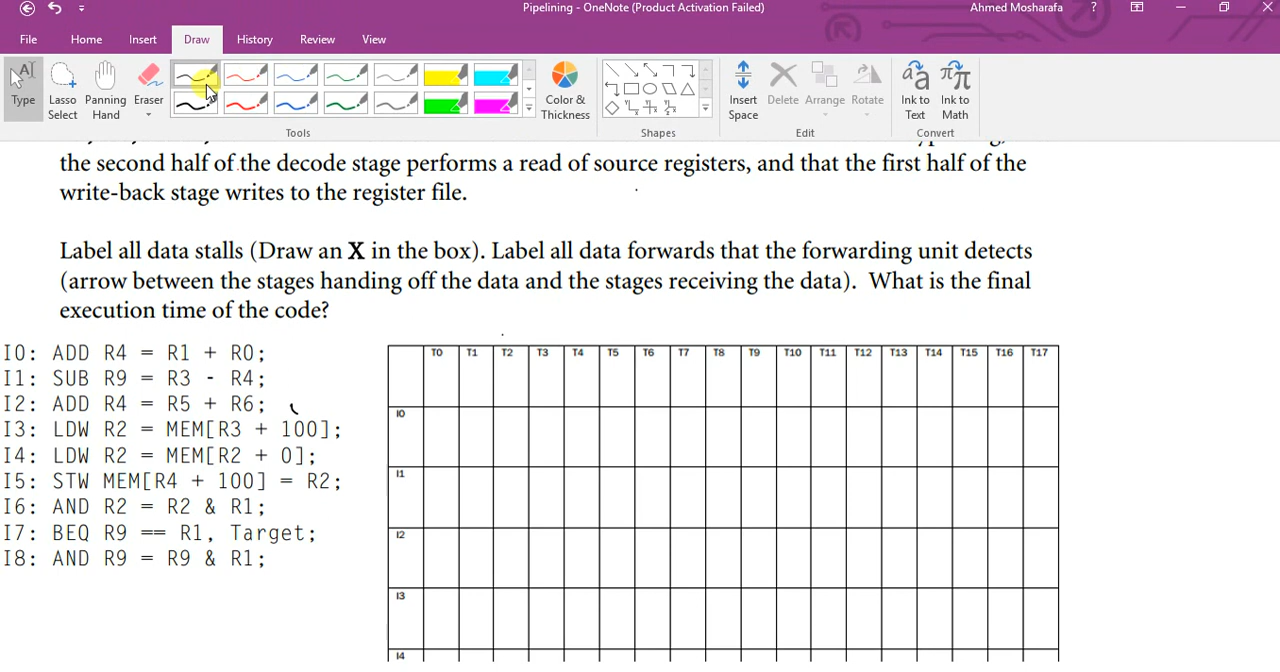 Pipelining - OneNote (Product Activation Failed)
Ahmed Mosharafa
?
File Home Insert Draw History Review View
Type
Lasso Select
Panning Hand
Eraser
Color & Thickness
Insert Space
Delete
Arrange
Rotate
Ink to Text
Ink to Math
Tools
Shapes
Edit
Convert
the second half of the decode stage performs a read of source registers, and that the first half of the
write-back stage writes to the register file.
Label all data stalls (Draw an X in the box). Label all data forwards that the forwarding unit detects
(arrow between the stages handing off the data and the stages receiving the data). What is the final
execution time of the code?
I0: ADD R4 = R1 + R0;
I1: SUB R9 = R3 - R4;
I2: ADD R4 = R5 + R6;
I3: LDW R2 = MEM[R3 + 100];
I4: LDW R2 = MEM[R2 + 0];
I5: STW MEM[R4 + 100] = R2;
I6: AND R2 = R2 & R1;
I7: BEQ R9 == R1, Target;
I8: AND R9 = R9 & R1;
T0 T1 T2 T3 T4 T5 T6 T7 T8 T9 T10 T11 T12 T13 T14 T15 T16 T17
I0
I1
I2
I3
I4